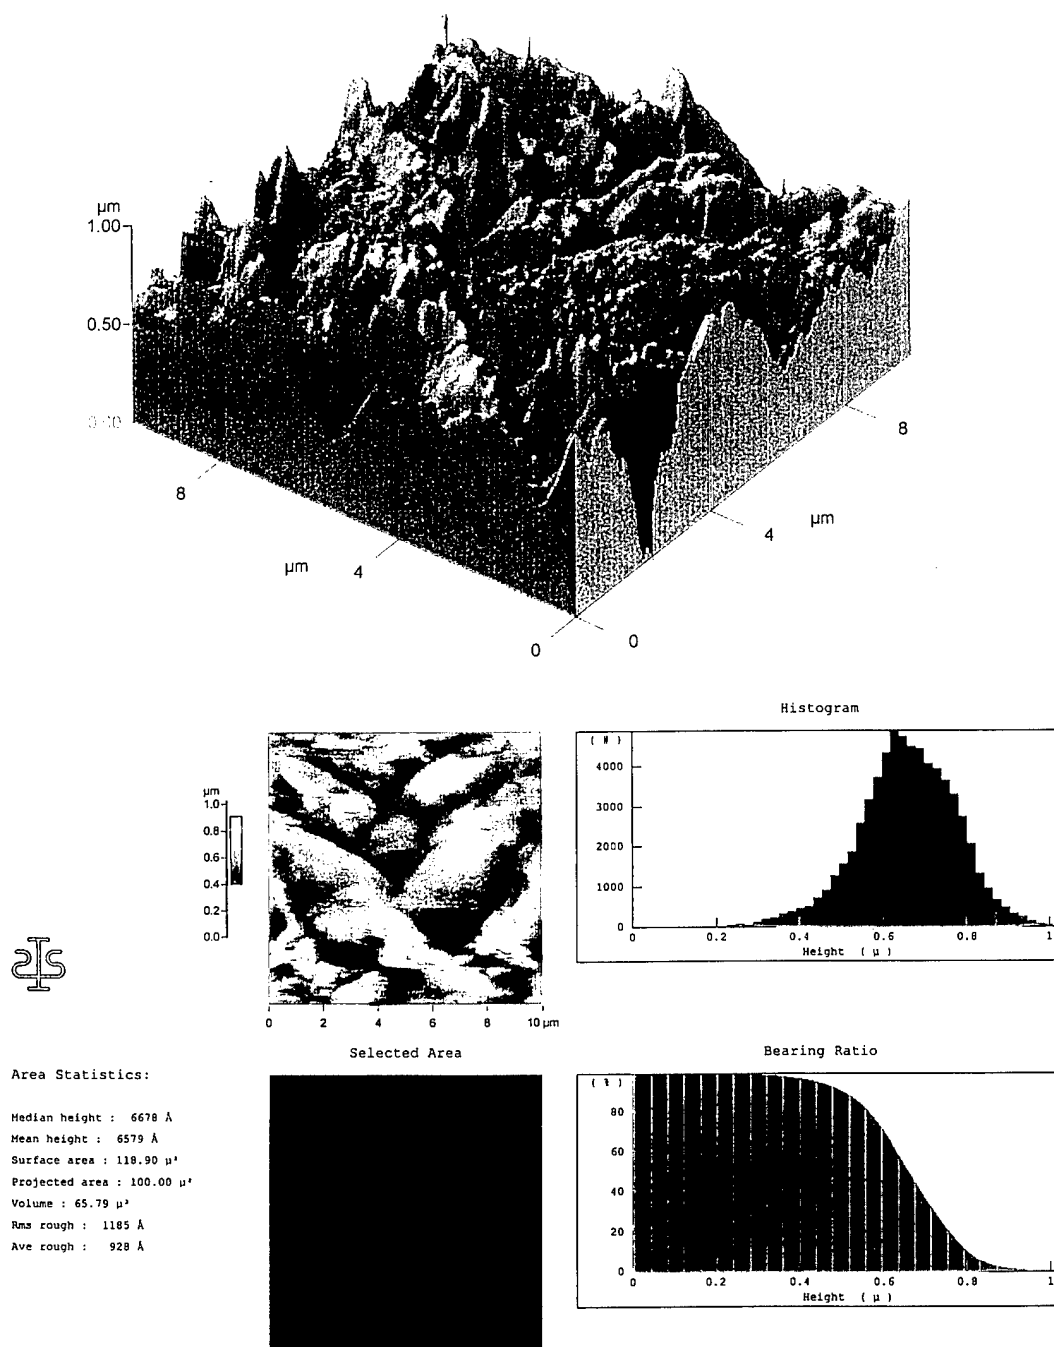 µm
1.00
0.50
0.00
8
µm
4
0
0
4
µm
8
Histogram
( N )
4000
3000
2000
1000
0
0 0.2 0.4 0.6 0.8 1
Height ( µ )
µm
1.0
0.8
0.6
0.4
0.2
0.0
0 2 4 6 8 10 µm
Selected Area
Bearing Ratio
( % )
80
60
40
20
0
0 0.2 0.4 0.6 0.8 1
Height ( µ )
Area Statistics:
Median height : 6678 Å
Mean height : 6579 Å
Surface area : 118.90 µ²
Projected area : 100.00 µ²
Volume : 65.79 µ³
Rms rough : 1185 Å
Ave rough : 928 Å